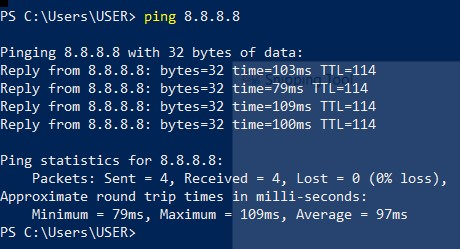 PS C:\Users\USER> ping 8.8.8.8
Pinging 8.8.8.8 with 32 bytes of data:
Reply from 8.8.8.8: bytes=32 time=103ms TTL=114
Reply from 8.8.8.8: bytes=32 time=79ms TTL=114
Reply from 8.8.8.8: bytes=32 time=109ms TTL=114
Reply from 8.8.8.8: bytes=32 time=100ms TTL=114
Ping statistics for 8.8.8.8:
    Packets: Sent = 4, Received = 4, Lost = 0 (0% loss),
Approximate round trip times in milli-seconds:
    Minimum = 79ms, Maximum = 109ms, Average = 97ms
PS C:\Users\USER>